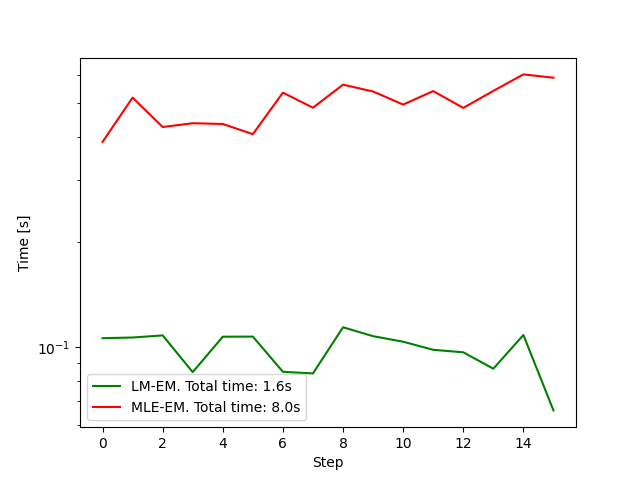 Time [s]
10⁻¹
LM-EM. Total time: 1.6s
MLE-EM. Total time: 8.0s
0 2 4 6 8 10 12 14
Step